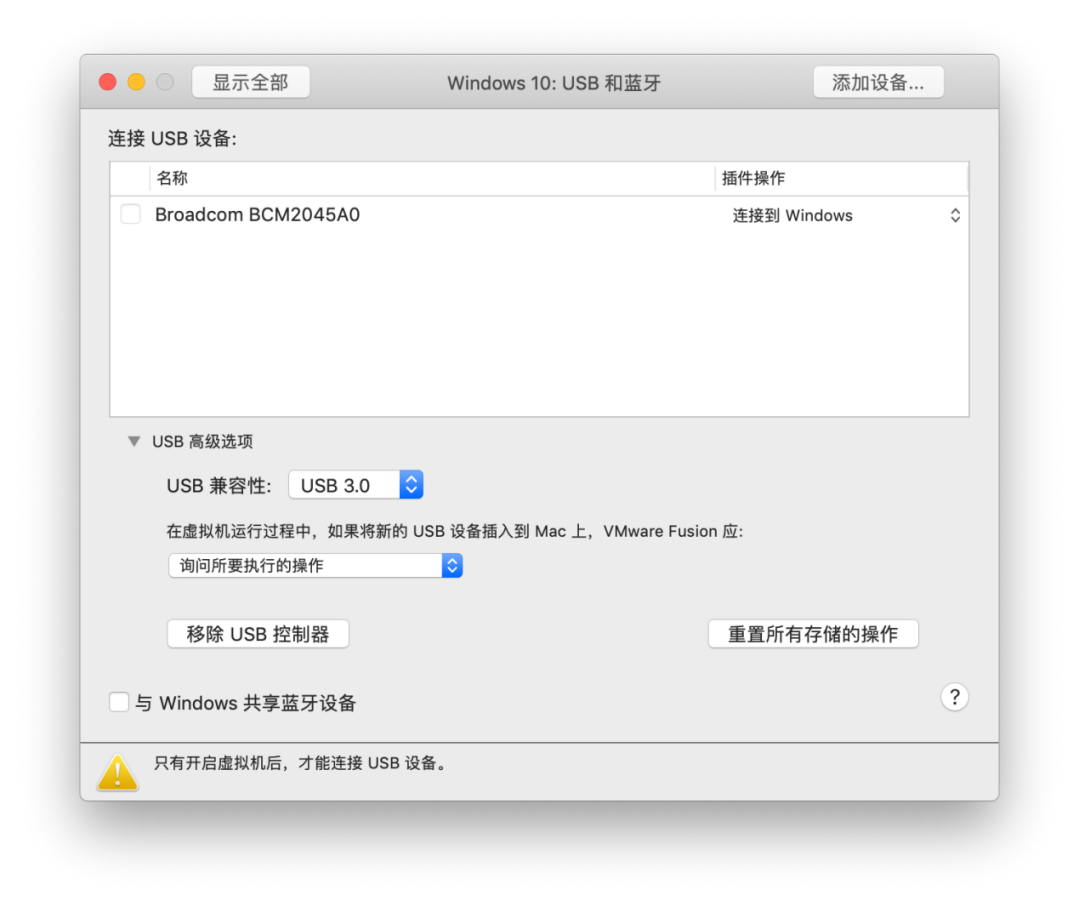 显示全部
Windows 10: USB 和蓝牙
添加设备...
连接 USB 设备:
名称
插件操作
Broadcom BCM2045A0
连接到 Windows
USB 高级选项
USB 兼容性:
USB 3.0
在虚拟机运行过程中，如果将新的 USB 设备插入到 Mac 上，VMware Fusion 应:
询问所要执行的操作
移除 USB 控制器
重置所有存储的操作
与 Windows 共享蓝牙设备
?
只有开启虚拟机后，才能连接 USB 设备。